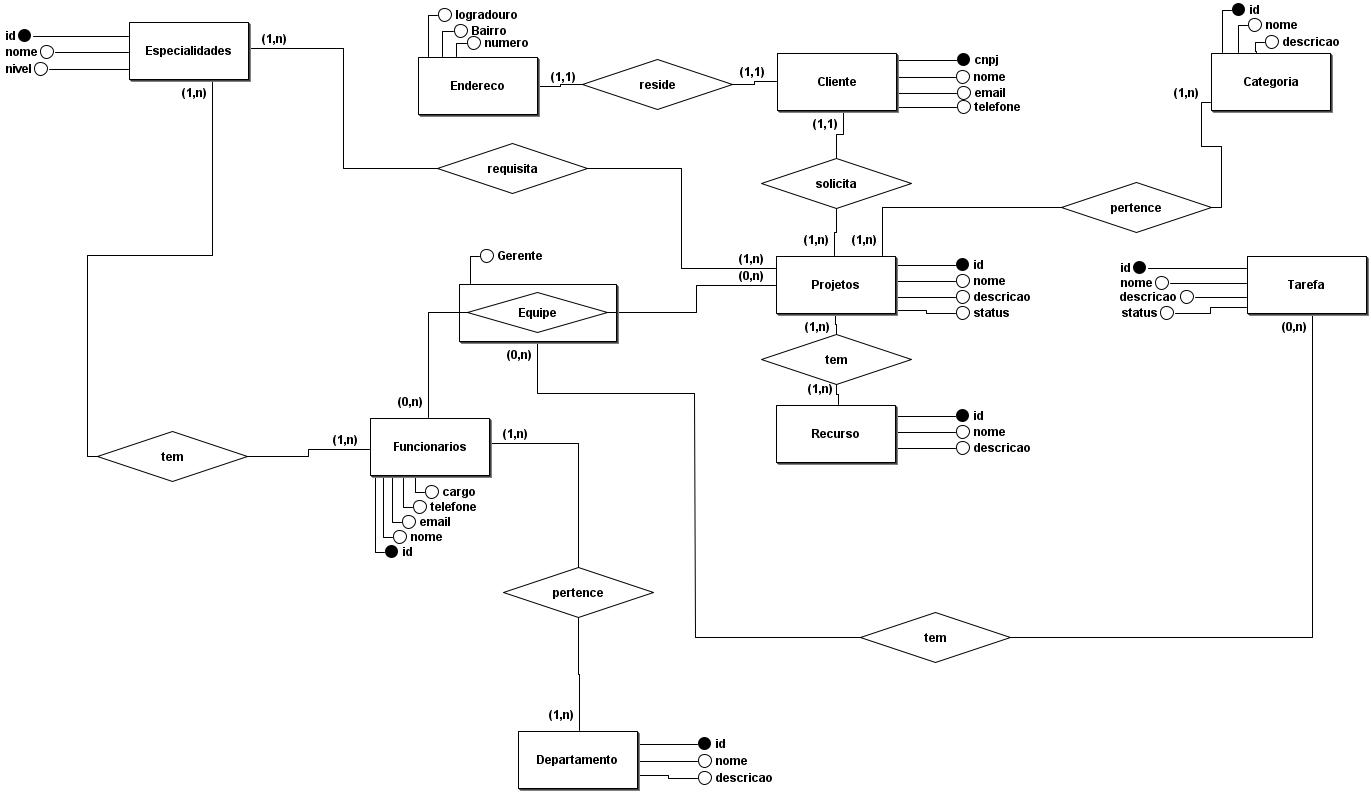 id
nome
nivel
Especialidades
(1,n)
(1,n)
logradouro
Bairro
numero
Endereco
(1,1)
reside
(1,1)
Cliente
cnpj
nome
email
telefone
(1,1)
id
nome
descricao
Categoria
(1,n)
requisita
solicita
pertence
(1,n)
(1,n)
(1,n)
(0,n)
Gerente
Equipe
(0,n)
Projetos
id
nome
descricao
status
(1,n)
id
nome
descricao
status
Tarefa
(0,n)
tem
(1,n)
Recurso
id
nome
descricao
(0,n)
tem
(1,n)
Funcionarios
(1,n)
cargo
telefone
email
nome
id
pertence
tem
(1,n)
Departamento
id
nome
descricao